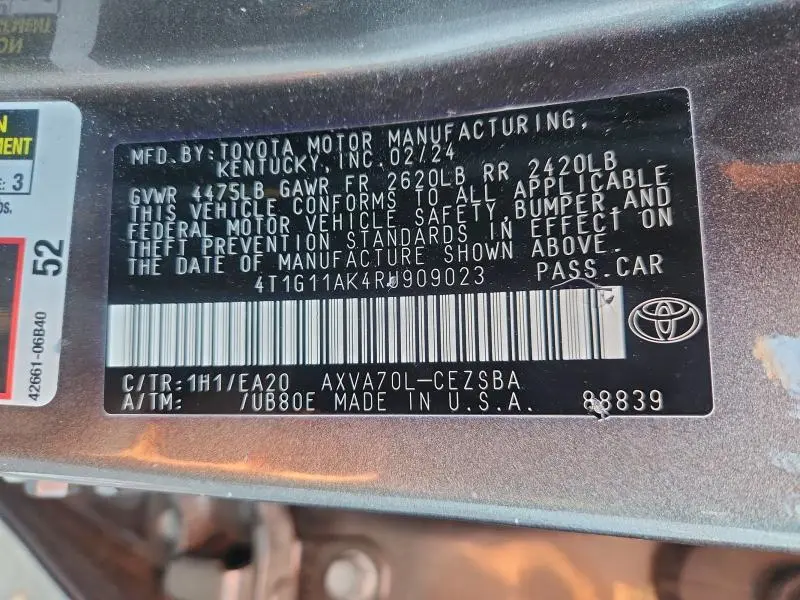 MFD.BY:TOYOTA MOTOR MANUFACTURING,
KENTUCKY, INC.02/24
GVWR 4475LB GAWR FR 2620LB RR 2420LB
THIS VEHICLE CONFORMS TO ALL APPLICABLE
FEDERAL MOTOR VEHICLE SAFETY,BUMPER,AND
THEFT PREVENTION STANDARDS IN EFFECT ON
THE DATE OF MANUFACTURE SHOWN ABOVE.
4T1G11AK4RU909023 PASS.CAR
C/TR:1H1/EA20 AXVA70L-CEZSBA
A/TM: /UB80E MADE IN U.S.A. 88839
52
42661-06B40
3